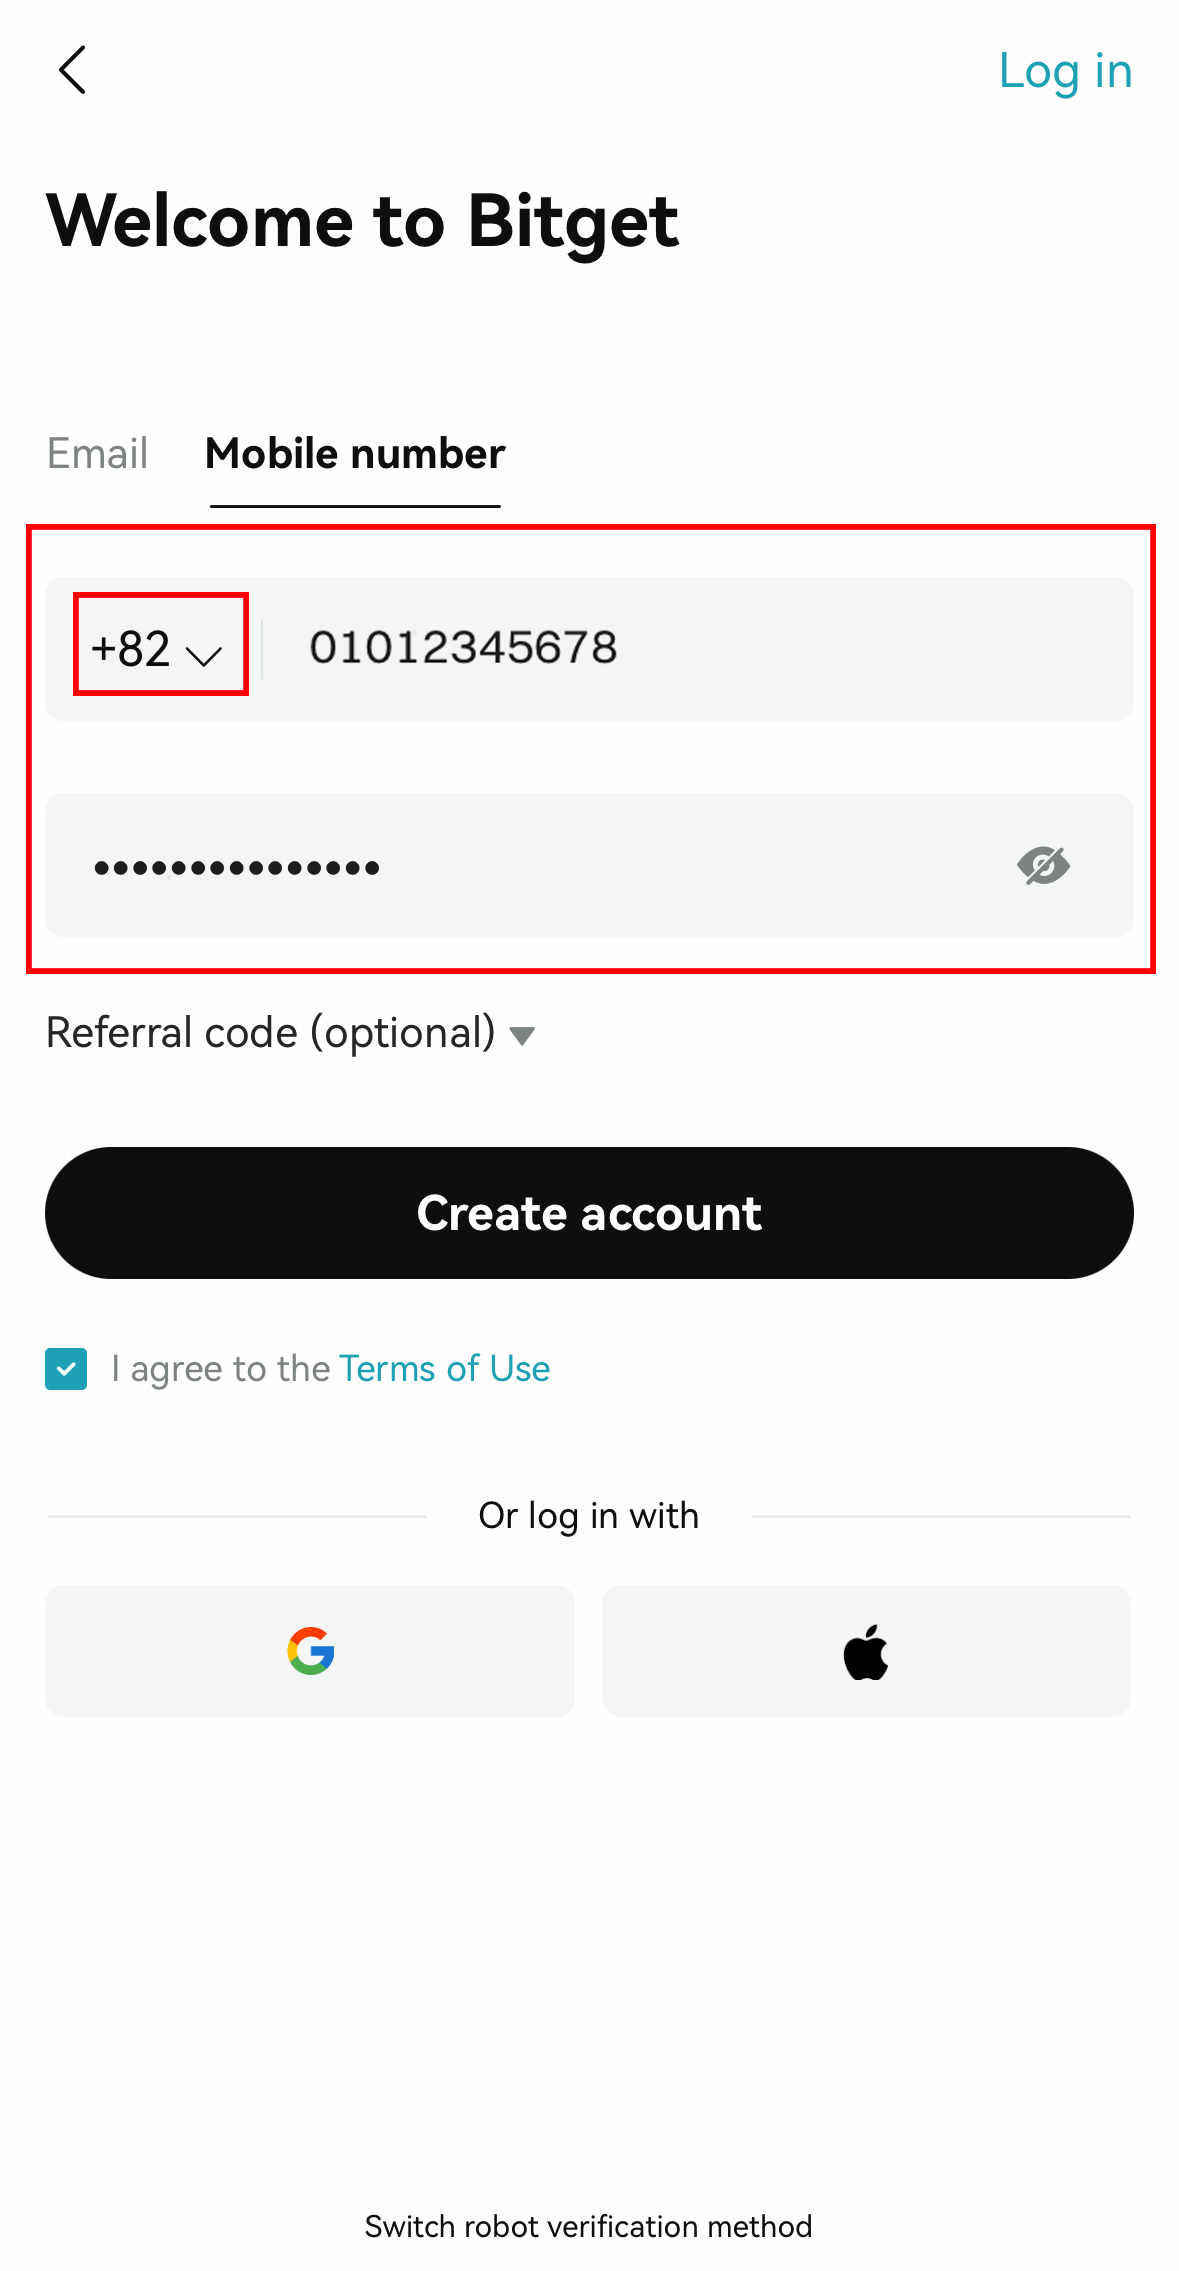 Log in
Welcome to Bitget
Email Mobile number
+82 01012345678
•••••••••••••••
Referral code (optional)
Create account
I agree to the Terms of Use
Or log in with
Switch robot verification method